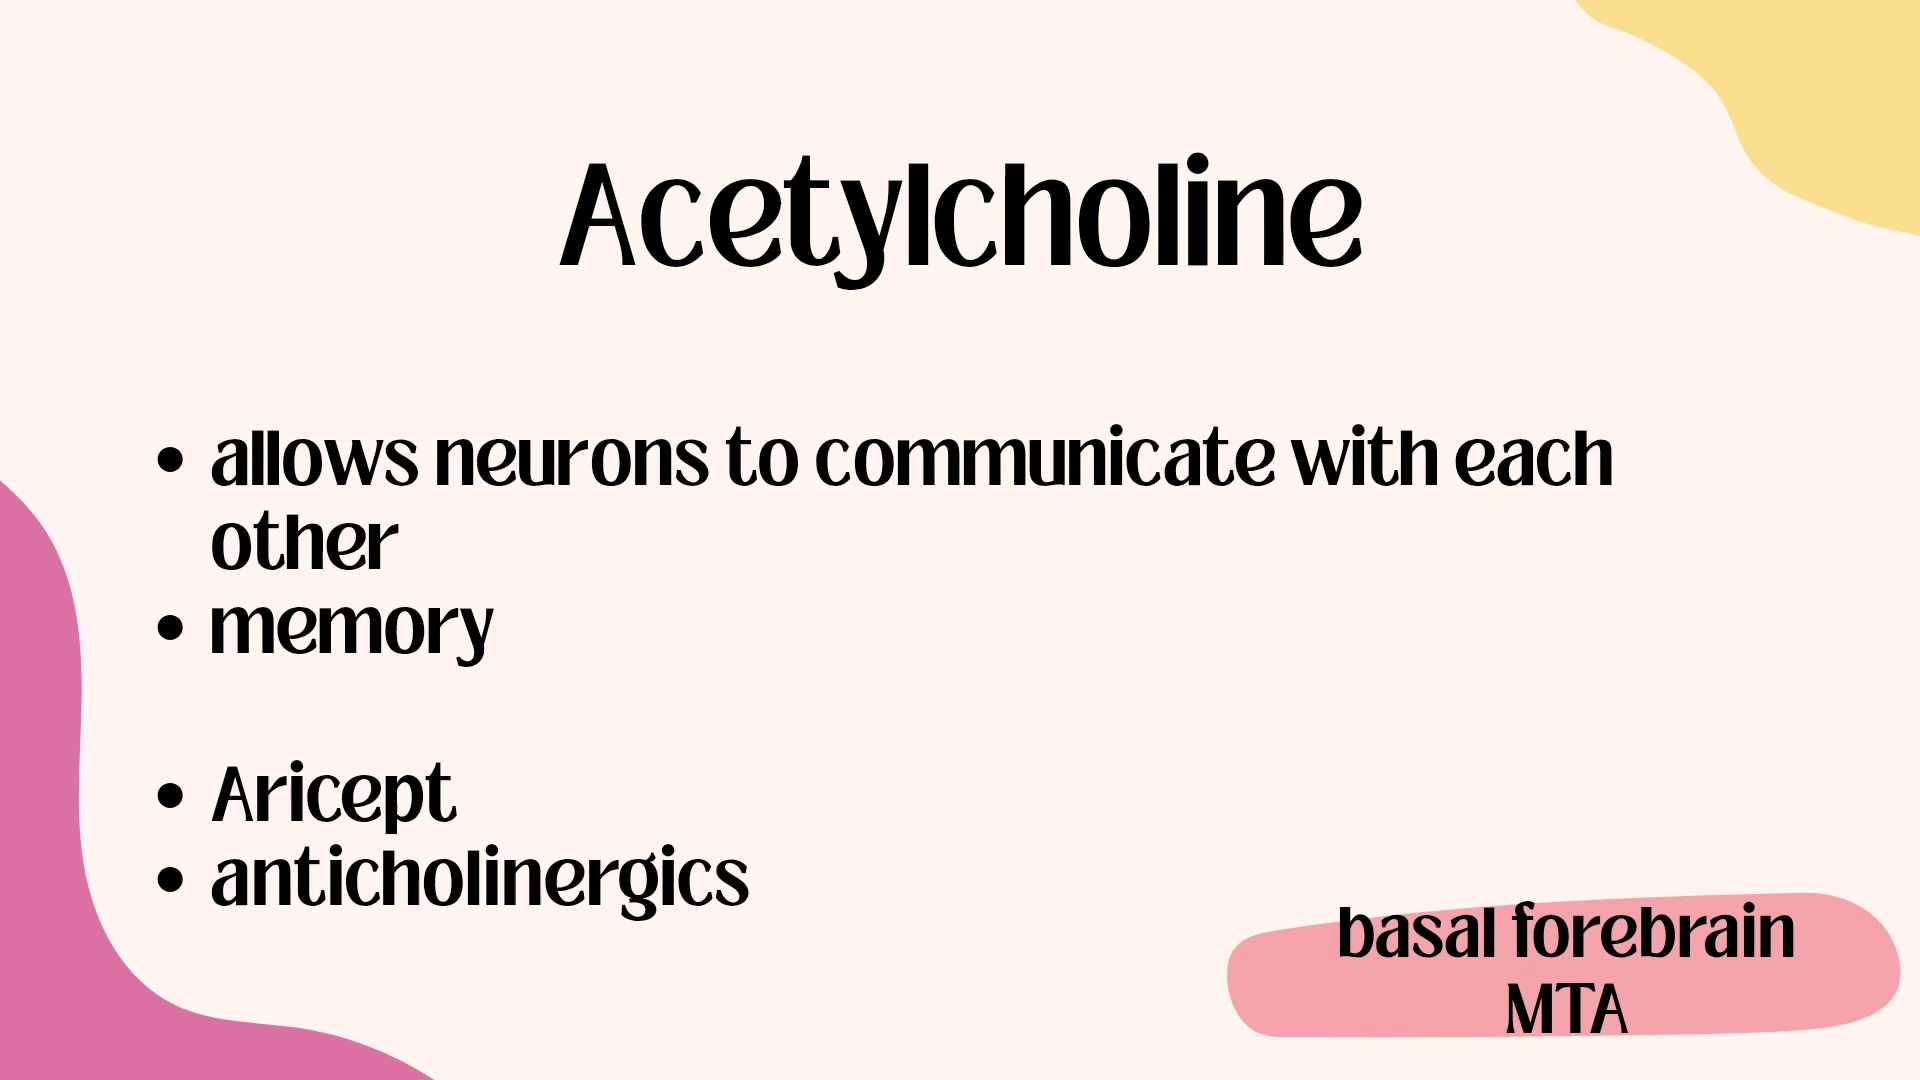 Acetylcholine
• allows neurons to communicate with each
other
• memory
• Aricept
• anticholinergics
basal forebrain
MTA